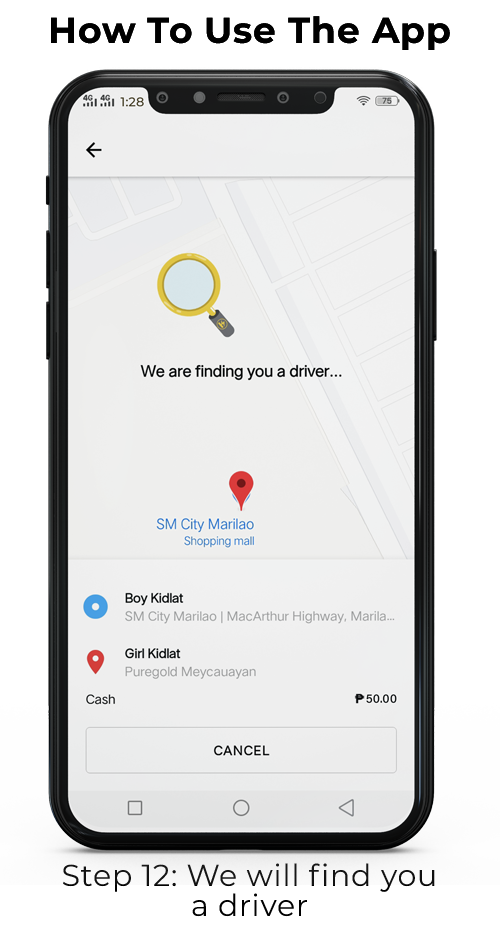 How To Use The App
4G 4G 1:28 75
We are finding you a driver...
SM City Marilao
Shopping mall
Boy Kidlat
SM City Marilao | MacArthur Highway, Marila...
Girl Kidlat
Puregold Meycauayan
Cash ₱50.00
CANCEL
Step 12: We will find you
a driver